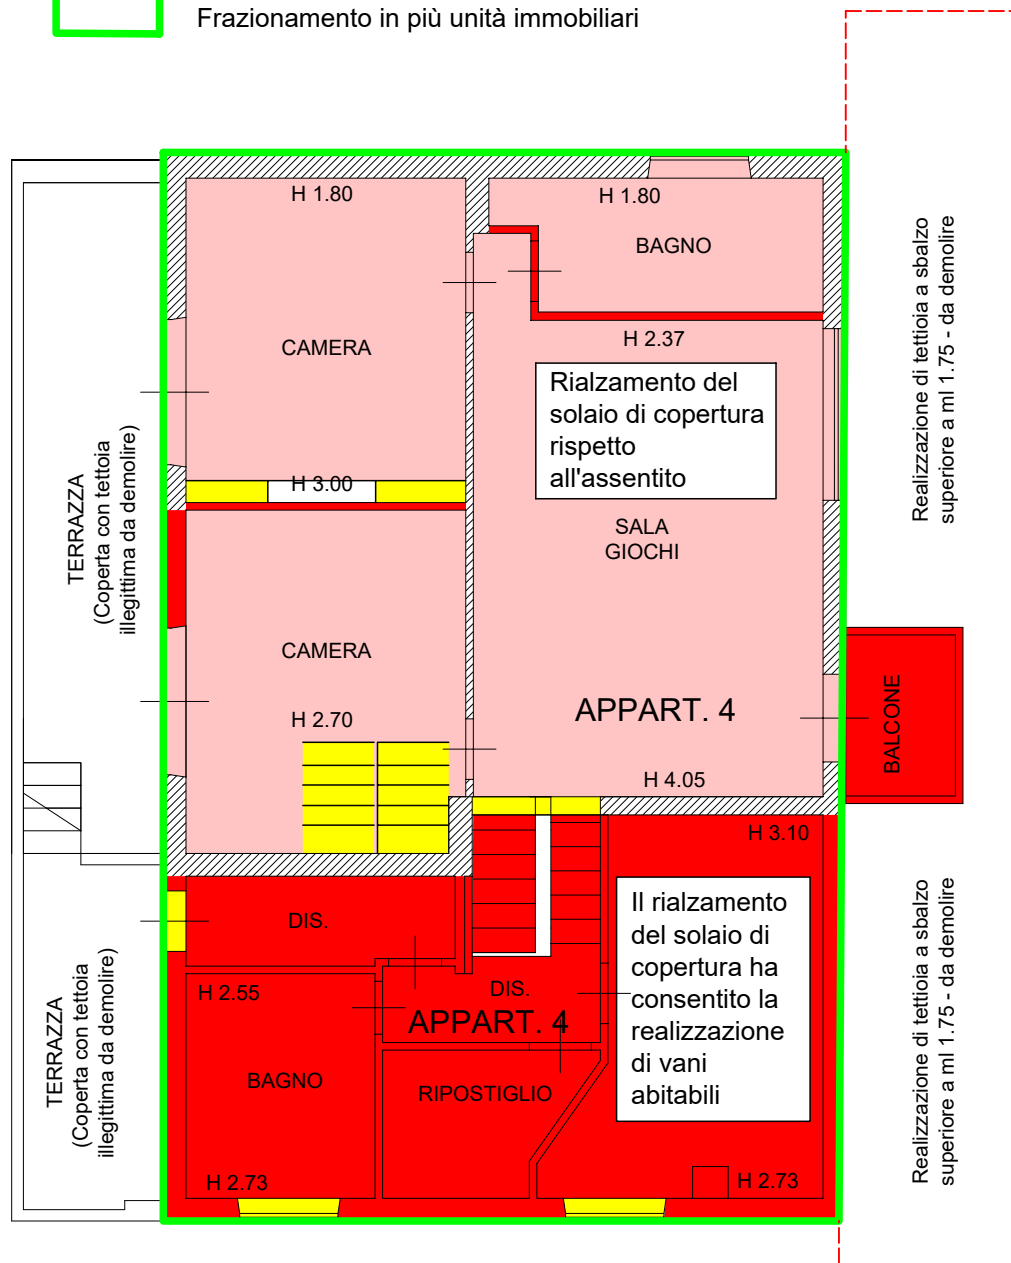 Frazionamento in più unità immobiliari
H 1.80
H 1.80
BAGNO
CAMERA
H 2.37
Rialzamento del
solaio di copertura
rispetto
all'assentito
Realizzazione di tettioia a sbalzo
superiore a ml 1.75 - da demolire
TERRAZZA
(Coperta con tettoia
illegittima da demolire)
H 3.00
SALA
GIOCHI
CAMERA
H 2.70
APPART. 4
BALCONE
H 4.05
H 3.10
DIS.
Il rialzamento
del solaio di
copertura ha
consentito la
realizzazione
di vani
abitabili
H 2.55
DIS.
APPART. 4
TERRAZZA
(Coperta con tettoia
illegittima da demolire)
BAGNO
RIPOSTIGLIO
Realizzazione di tettioia a sbalzo
superiore a ml 1.75 - da demolire
H 2.73
H 2.73